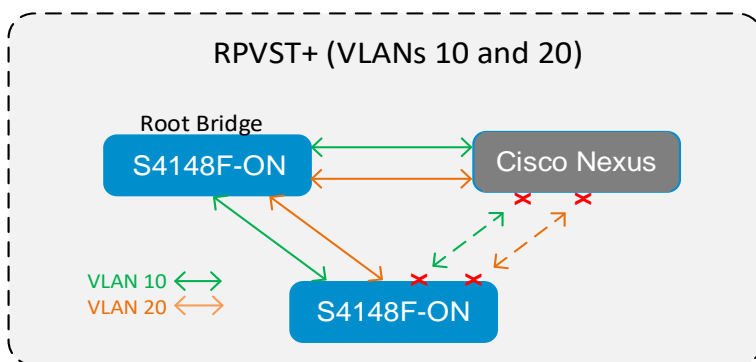 RPVST+ (VLANs 10 and 20)
Root Bridge
S4148F-ON
Cisco Nexus
VLAN 10
VLAN 20
S4148F-ON